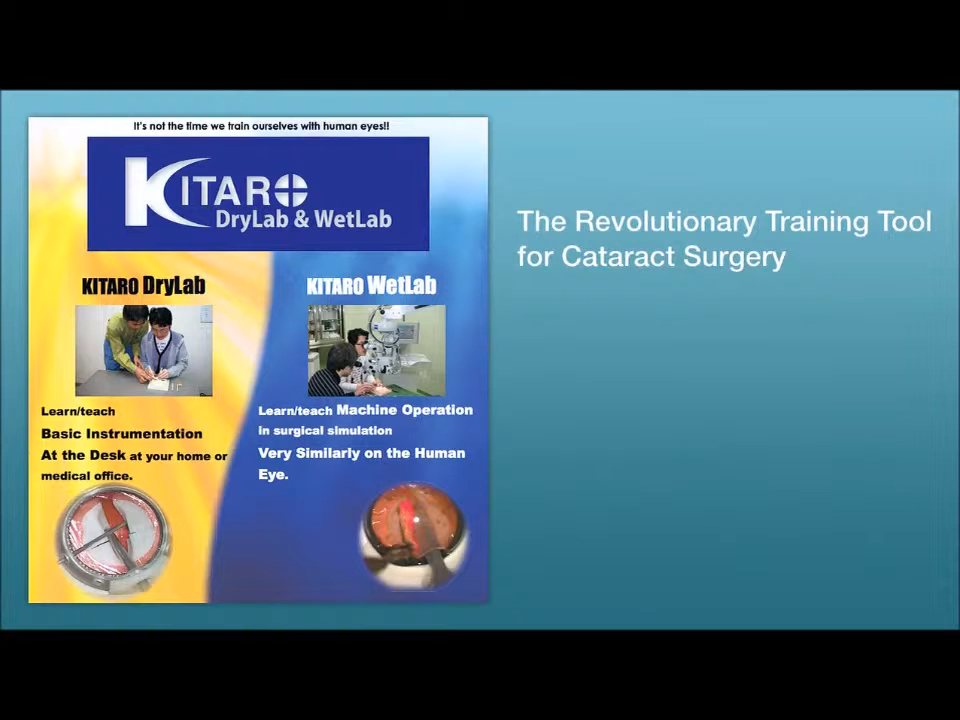 It's not the time we train ourselves with human eyes!!
KITARO
DryLab & WetLab
KITARO DryLab
Learn/teach
Basic Instrumentation
At the Desk at your home or
medical office.
KITARO WetLab
Learn/teach Machine Operation
in surgical simulation
Very Similarly on the Human
Eye.
The Revolutionary Training Tool
for Cataract Surgery